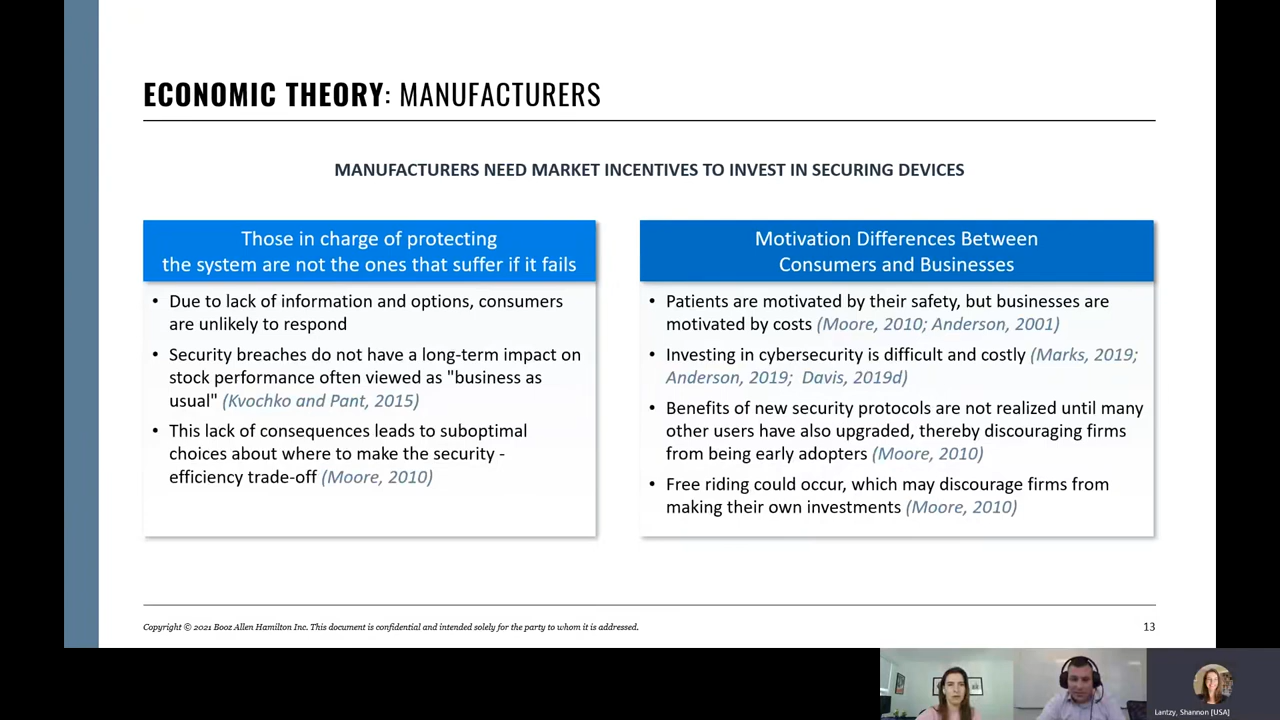 ECONOMIC THEORY: MANUFACTURERS
MANUFACTURERS NEED MARKET INCENTIVES TO INVEST IN SECURING DEVICES
Those in charge of protecting
the system are not the ones that suffer if it fails
• Due to lack of information and options, consumers
are unlikely to respond
• Security breaches do not have a long-term impact on
stock performance often viewed as "business as
usual" (Kvochko and Pant, 2015)
• This lack of consequences leads to suboptimal
choices about where to make the security -
efficiency trade-off (Moore, 2010)
Motivation Differences Between
Consumers and Businesses
• Patients are motivated by their safety, but businesses are
motivated by costs (Moore, 2010; Anderson, 2001)
• Investing in cybersecurity is difficult and costly (Marks, 2019;
Anderson, 2019; Davis, 2019d)
• Benefits of new security protocols are not realized until many
other users have also upgraded, thereby discouraging firms
from being early adopters (Moore, 2010)
• Free riding could occur, which may discourage firms from
making their own investments (Moore, 2010)
Copyright © 2021 Booz Allen Hamilton Inc. This document is confidential and intended solely for the party to whom it is addressed.
13
Lantzy, Shannon [USA]